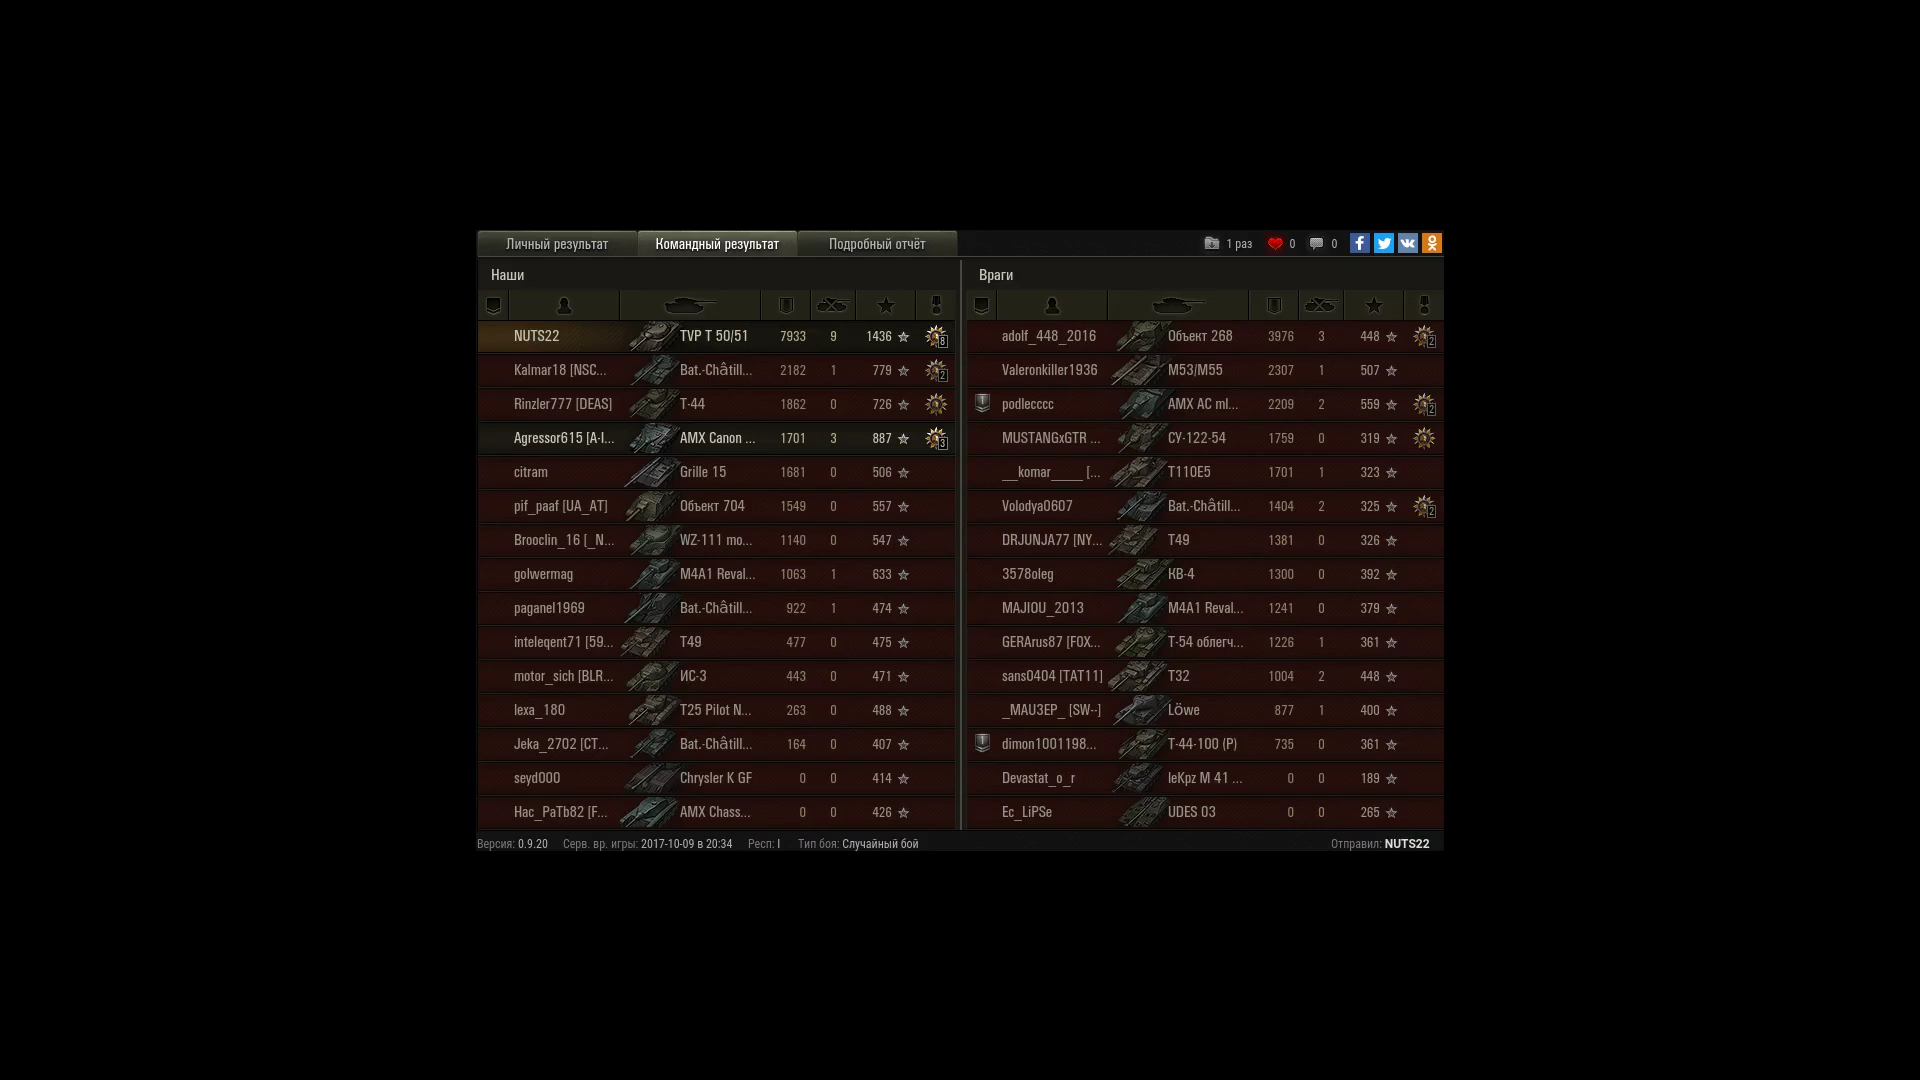 Личный результат Командный результат Подробный отчёт 1 раз 0 0
Наши Враги
NUTS22 TVP T 50/51 7933 9 1436 8
Kalmar18 [NSC... Bat.-Châtill... 2182 1 779 2
Rinzler777 [DEAS] T-44 1862 0 726
Agressor615 [A-I... AMX Canon ... 1701 3 887 3
citram Grille 15 1681 0 506
pif_paaf [UA_AT] Объект 704 1549 0 557
Brooclin_16 [_N... WZ-111 mo... 1140 0 547
golwermag M4A1 Reval... 1063 1 633
paganel1969 Bat.-Châtill... 922 1 474
inteleqent71 [59... T49 477 0 475
motor_sich [BLR... ИС-3 443 0 471
lexa_180 T25 Pilot N... 263 0 488
Jeka_2702 [CT... Bat.-Châtill... 164 0 407
seyd000 Chrysler K GF 0 0 414
Hac_PaTb82 [F... AMX Chass... 0 0 426
adolf_448_2016 Объект 268 3976 3 448 2
Valeronkiller1936 M53/M55 2307 1 507
podlecccc AMX AC ml... 2209 2 559 2
MUSTANGxGTR ... СУ-122-54 1759 0 319
__komar____ [... T110E5 1701 1 323
Volodya0607 Bat.-Châtill... 1404 2 325 2
DRJUNJA77 [NY... T49 1381 0 326
3578oleg КВ-4 1300 0 392
MAJIOU_2013 M4A1 Reval... 1241 0 379
GERArus87 [FOX... Т-54 облегч... 1226 1 361
sans0404 [TAT11] T32 1004 2 448
_MAU3EP_ [SW--] Löwe 877 1 400
dimon1001198... Т-44-100 (Р) 735 0 361
Devastat_o_r leKpz M 41 ... 0 0 189
Ec_LiPSe UDES 03 0 0 265
Версия: 0.9.20 Серв. вр. игры: 2017-10-09 в 20:34 Респ: I Тип боя: Случайный бой Отправил: NUTS22